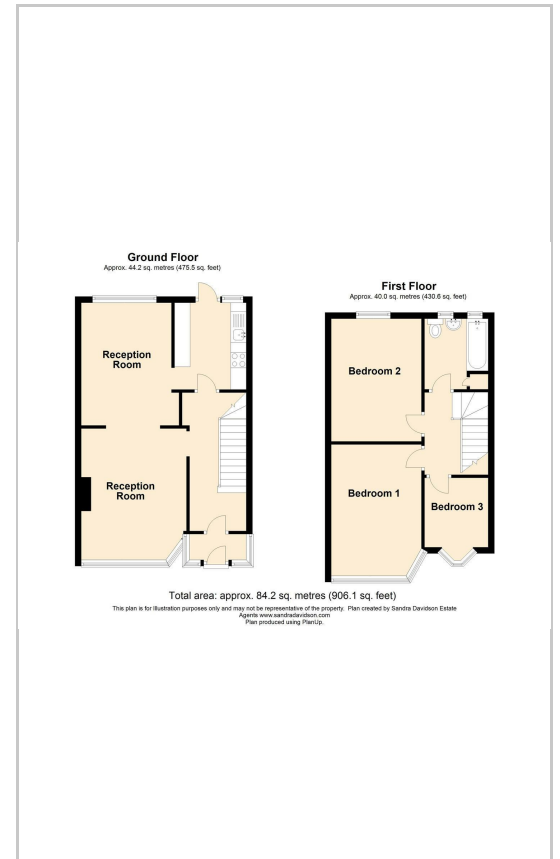 Ground Floor
Approx. 44.2 sq. metres (475.5 sq. feet)
Reception
Room
Reception
Room
First Floor
Approx. 40.0 sq. metres (430.6 sq. feet)
Bedroom 2
Bedroom 1
Bedroom 3
Total area: approx. 84.2 sq. metres (906.1 sq. feet)
This plan is for Illustration purposes only and may not be representative of the property. Plan created by Sandra Davidson Estate
Agents www.sandradavidson.com
Plan produced using PlanUp.